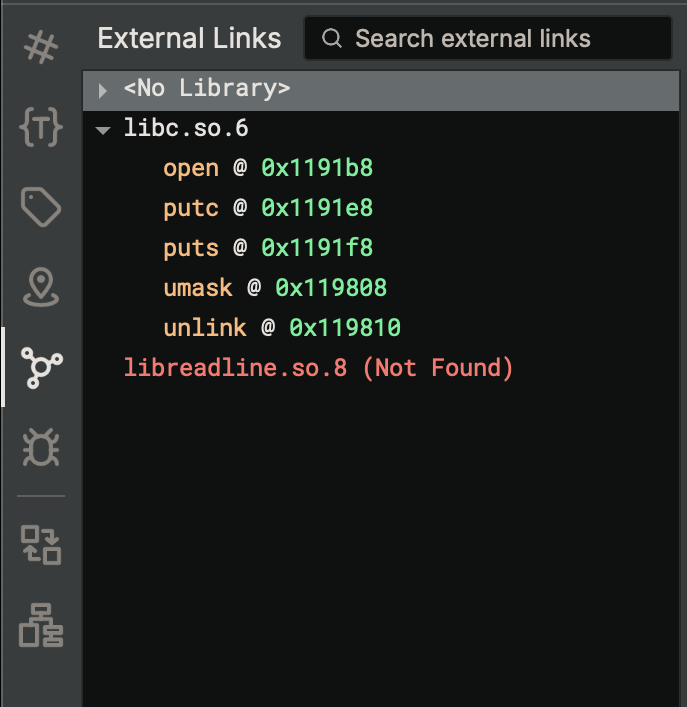 External Links
Search external links
<No Library>
libc.so.6
open @ 0x1191b8
putc @ 0x1191e8
puts @ 0x1191f8
umask @ 0x119808
unlink @ 0x119810
libreadline.so.8 (Not Found)
{T}